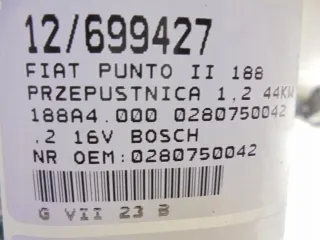 12/699427
FIAT PUNTO II 188
PRZEPUSTNICA 1,2 44KW
188A4.000 0280750042
.2 16V BOSCH
NR OEM:0280750042
G VII 23 B